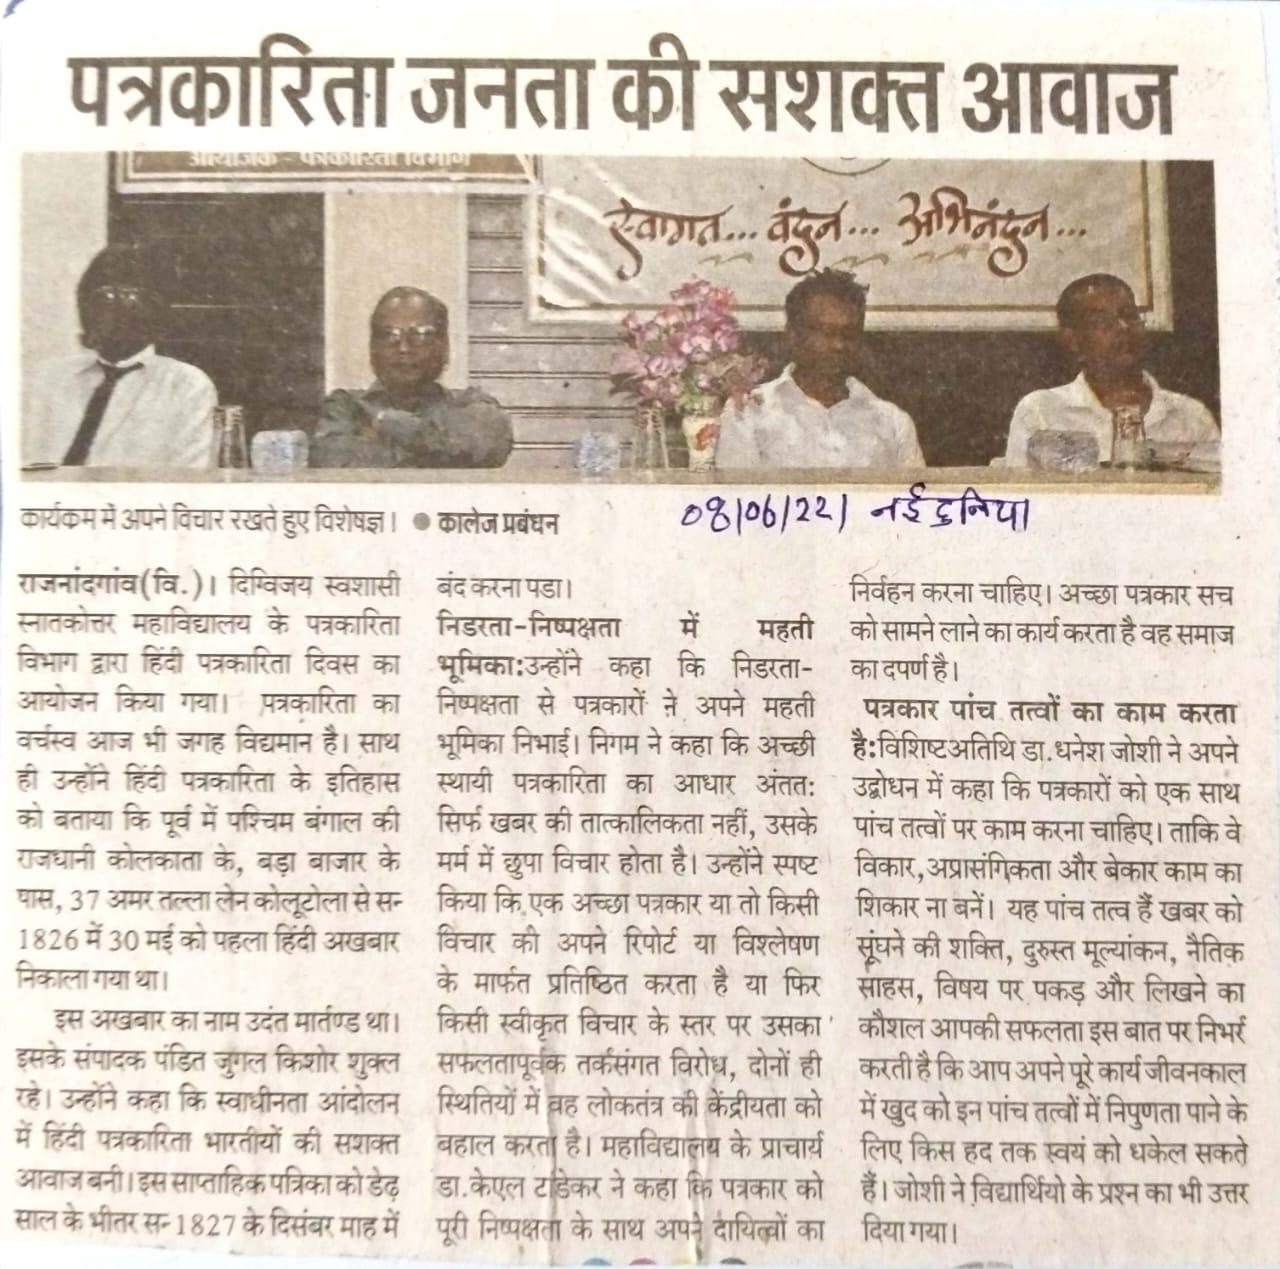 पत्रकारिता जनता की सशक्त आवाज
आयोजक - पत्रकारिता विभाग
स्वागत... वंदन... अभिनंदन...
कार्यकम में अपने विचार रखते हुए विशेषज्ञ। ● कालेज प्रबंधन
08/06/22/ नई दुनिया
राजनांदगांव(वि.)। दिग्विजय स्वशासी
स्नातकोत्तर महाविद्यालय के पत्रकारिता
विभाग द्वारा हिंदी पत्रकारिता दिवस का
आयोजन किया गया। पत्रकारिता का
वर्चस्व आज भी जगह विद्यमान है। साथ
ही उन्होंने हिंदी पत्रकारिता के इतिहास
को बताया कि पूर्व में पश्चिम बंगाल की
राजधानी कोलकाता के, बड़ा बाजार के
पास, 37 अमर तल्ला लेन कोलूटोला से सन्
1826 में 30 मई को पहला हिंदी अखबार
निकाला गया था।
इस अखबार का नाम उदंत मार्तण्ड था।
इसके संपादक पंडित जुगल किशोर शुक्ल
रहे। उन्होंने कहा कि स्वाधीनता आंदोलन
में हिंदी पत्रकारिता भारतीयों की सशक्त
आवाज बनी। इस साप्ताहिक पत्रिका को डेढ़
साल के भीतर सन् 1827 के दिसंबर माह में
बंद करना पडा।
निडरता-निष्पक्षता में महती
भूमिका:उन्होंने कहा कि निडरता-
निष्पक्षता से पत्रकारों ने अपने महती
भूमिका निभाई। निगम ने कहा कि अच्छी
स्थायी पत्रकारिता का आधार अंतत:
सिर्फ खबर की तात्कालिकता नहीं, उसके
मर्म में छुपा विचार होता है। उन्होंने स्पष्ट
किया कि एक अच्छा पत्रकार या तो किसी
विचार की अपने रिपोर्ट या विश्लेषण
के मार्फत प्रतिष्ठित करता है या फिर
किसी स्वीकृत विचार के स्तर पर उसका
सफलतापूर्वक तर्कसंगत विरोध, दोनों ही
स्थितियों में वह लोकतंत्र की केंद्रीयता को
बहाल करता है। महाविद्यालय के प्राचार्य
डा.केएल टांडेकर ने कहा कि पत्रकार को
पूरी निष्पक्षता के साथ अपने दायित्वों का
निर्वहन करना चाहिए। अच्छा पत्रकार सच
को सामने लाने का कार्य करता है वह समाज
का दर्पण है।
पत्रकार पांच तत्वों का काम करता
है:विशिष्टअतिथि डा.धनेश जोशी ने अपने
उद्बोधन में कहा कि पत्रकारों को एक साथ
पांच तत्वों पर काम करना चाहिए। ताकि वे
विकार,अप्रासंगिकता और बेकार काम का
शिकार ना बनें। यह पांच तत्व हैं खबर को
सूंघने की शक्ति, दुरुस्त मूल्यांकन, नैतिक
साहस, विषय पर पकड़ और लिखने का
कौशल आपकी सफलता इस बात पर निर्भर
करती है कि आप अपने पूरे कार्य जीवनकाल
में खुद को इन पांच तत्वों में निपुणता पाने के
लिए किस हद तक स्वयं को धकेल सकते
हैं। जोशी ने विद्यार्थियो के प्रश्न का भी उत्तर
दिया गया।